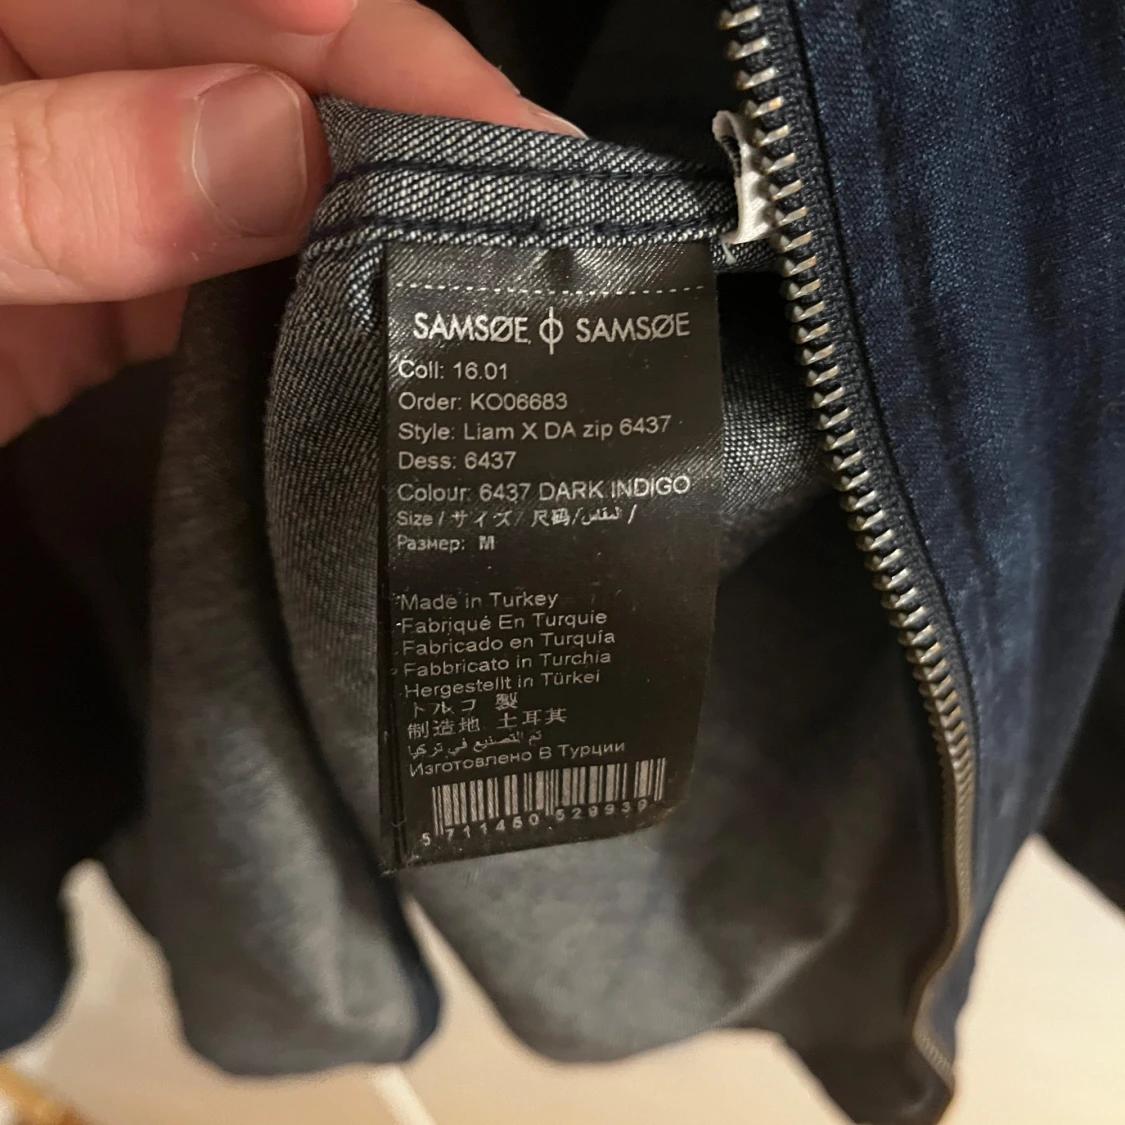 SAMSØE ϕ SAMSØE
Coll: 16.01
Order: KO06683
Style: Liam X DA zip 6437
Dess: 6437
Colour: 6437 DARK INDIGO
Size / サイズ/ 尺码/المقاس /
Размер: M
Made in Turkey
Fabriqué En Turquie
Fabricado en Turquía
Fabbricato in Turchia
Hergestellt in Türkei
トルコ 製
制造地 土耳其
تم التصنيع في تركيا
Изготовлено В Турции
5 711450 529939